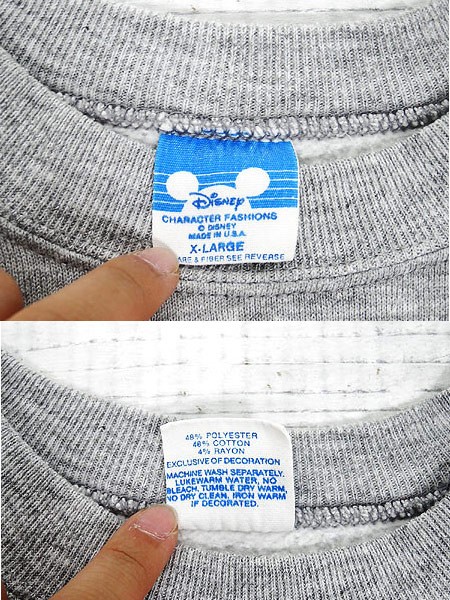 Disney
CHARACTER FASHIONS
© DISNEY
MADE IN U.S.A.
X-LARGE
ARE & FIBER SEE REVERSE
48% POLYESTER
48% COTTON
4% RAYON
EXCLUSIVE OF DECORATION
MACHINE WASH SEPARATELY.
LUKEWARM WATER, NO
BLEACH, TUMBLE DRY WARM,
NO DRY CLEAN, IRON WARM
IF DECORATED.